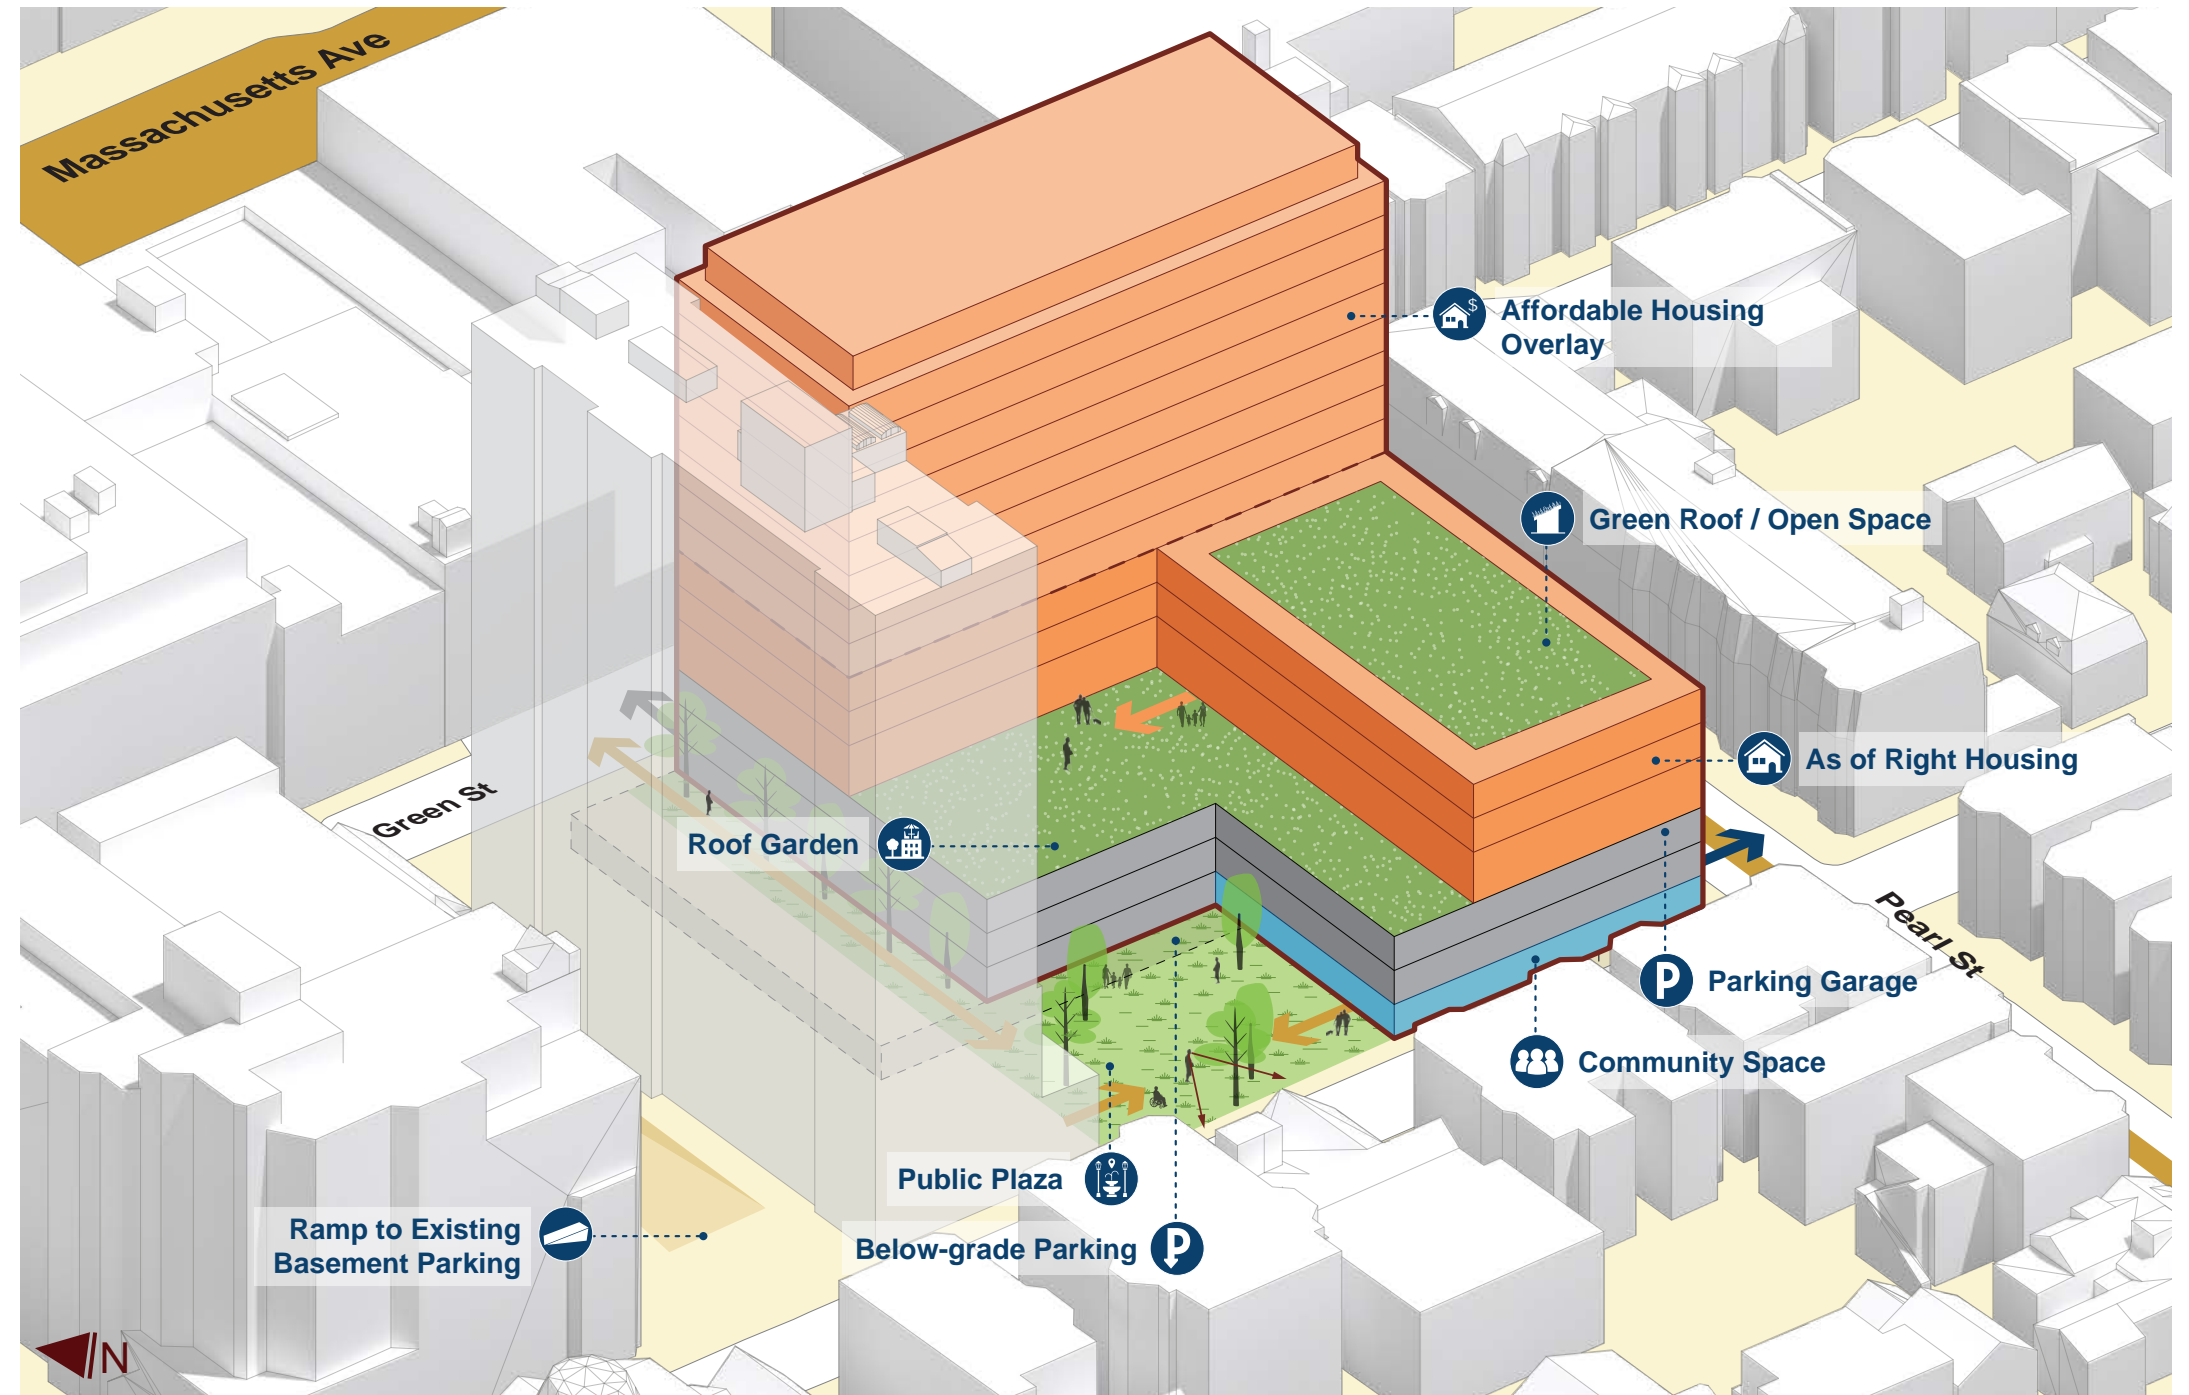 Massachusetts Ave
$
Affordable Housing
Overlay
Green Roof / Open Space
As of Right Housing
Green St
Roof Garden
Pearl St
P
Parking Garage
Community Space
Public Plaza
Ramp to Existing
Basement Parking
Below-grade Parking
P
N